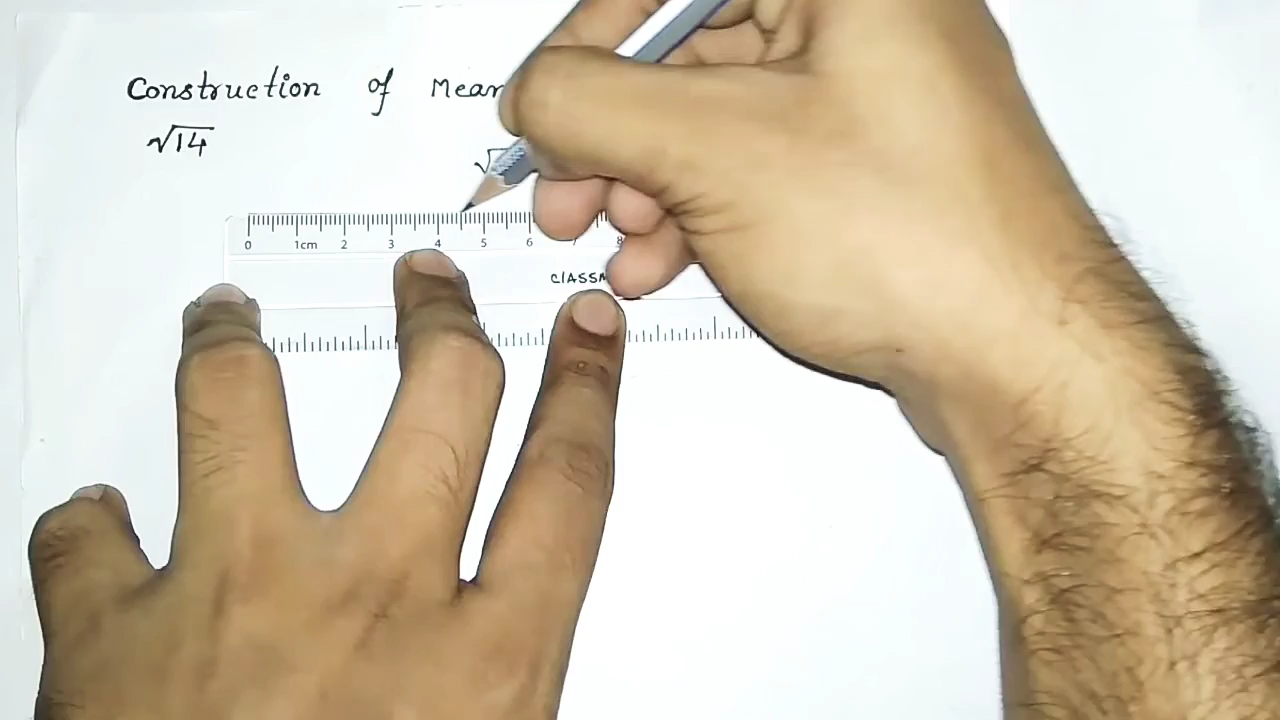 Construction of Mean
√14
√
0 1cm 2 3 4 5 6 7 8
CLASSM